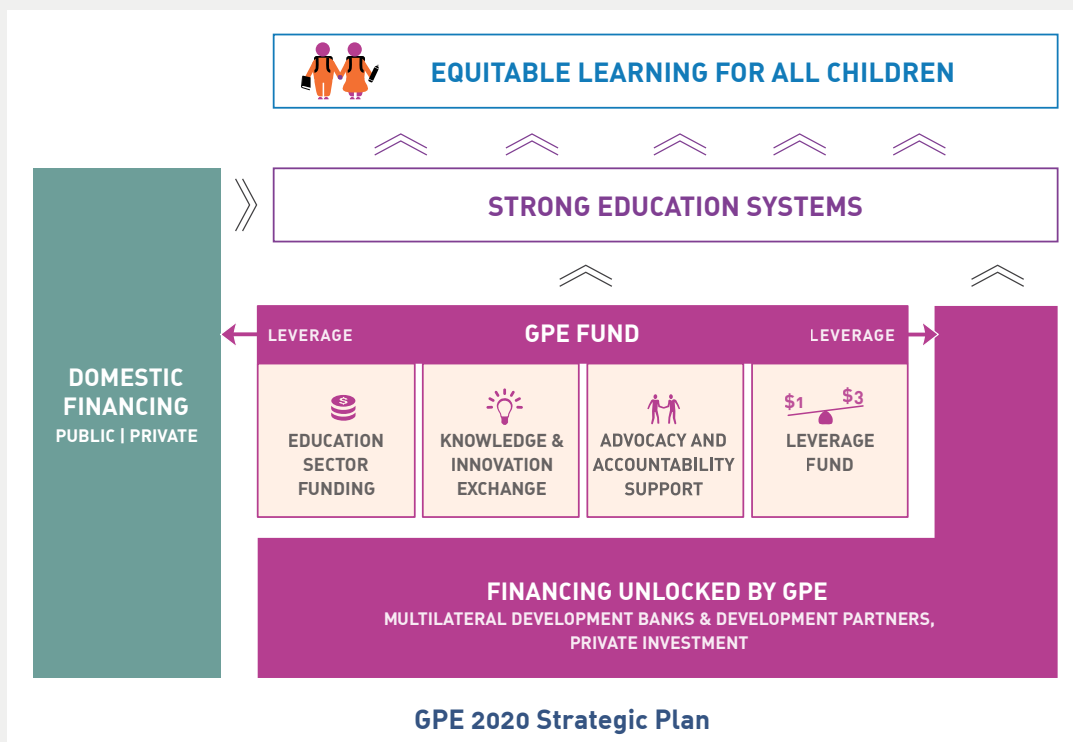 EQUITABLE LEARNING FOR ALL CHILDREN
STRONG EDUCATION SYSTEMS
DOMESTIC
FINANCING
PUBLIC | PRIVATE
LEVERAGE
GPE FUND
LEVERAGE
$
EDUCATION
SECTOR
FUNDING
KNOWLEDGE &
INNOVATION
EXCHANGE
ADVOCACY AND
ACCOUNTABILITY
SUPPORT
$1 $3
LEVERAGE
FUND
FINANCING UNLOCKED BY GPE
MULTILATERAL DEVELOPMENT BANKS & DEVELOPMENT PARTNERS,
PRIVATE INVESTMENT
GPE 2020 Strategic Plan